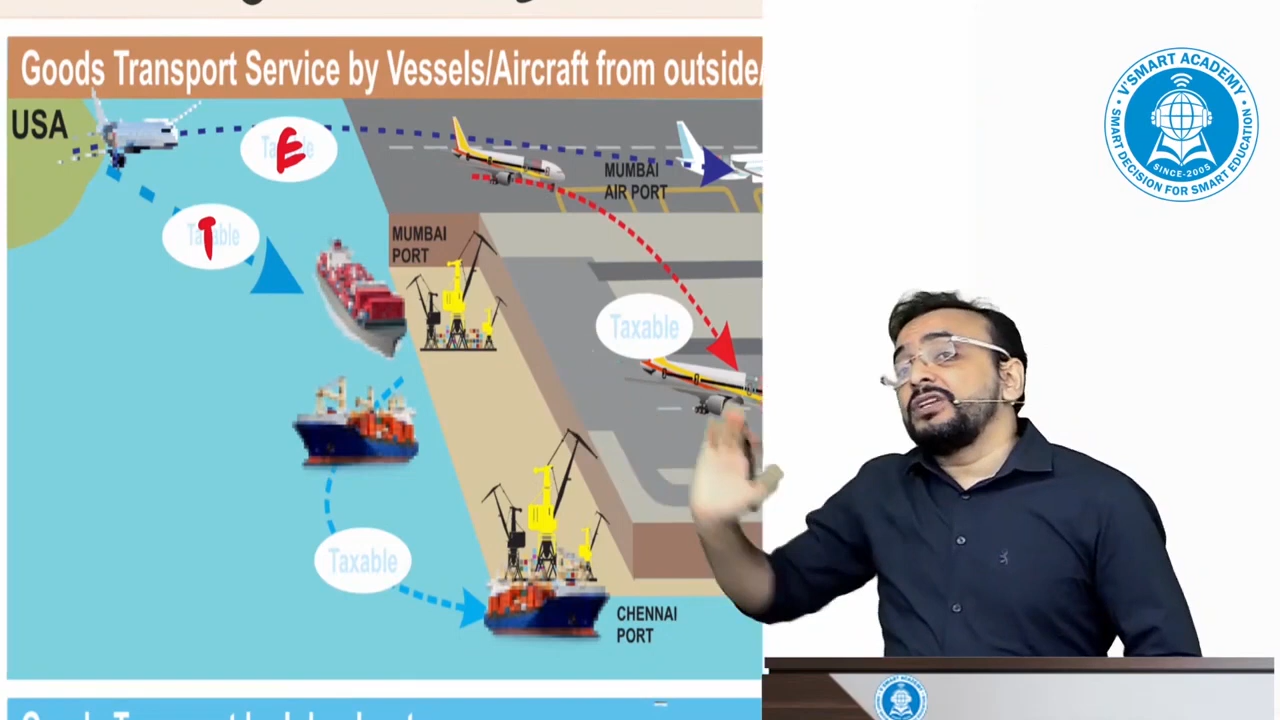 Goods Transport Service by Vessels/Aircraft from outside/
USA
E
MUMBAI
AIR PORT
T
MUMBAI
PORT
Taxable
Taxable
CHENNAI
PORT
V'SMART ACADEMY
SINCE-2005
SMART DECISION FOR SMART EDUCATION